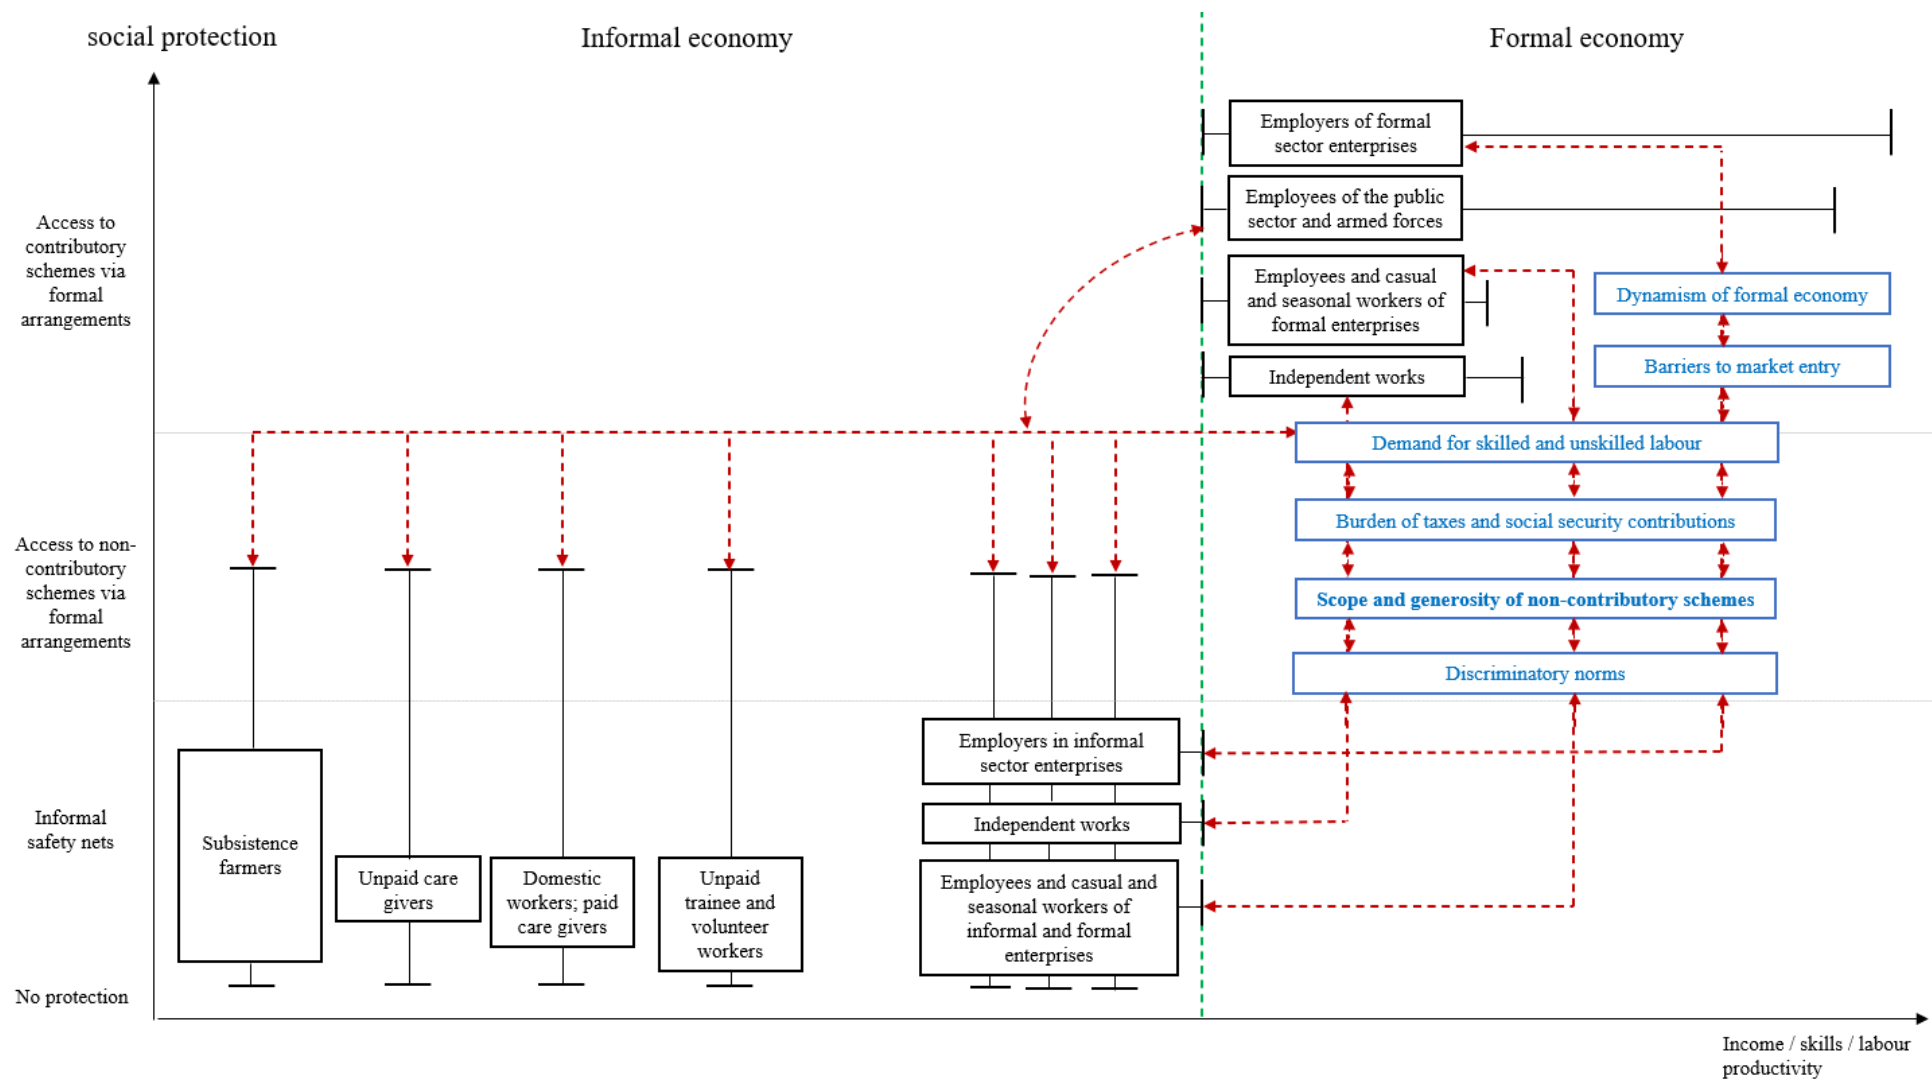 social protection
Informal economy
Formal economy
Employers of formal
sector enterprises
Employees of the public
sector and armed forces
Access to
contributory
schemes via
formal
arrangements
Employees and casual
and seasonal workers of
formal enterprises
Dynamism of formal economy
Independent works
Barriers to market entry
Demand for skilled and unskilled labour
Burden of taxes and social security contributions
Access to non-
contributory
schemes via
formal
arrangements
Scope and generosity of non-contributory schemes
Discriminatory norms
Employers in informal
sector enterprises
Informal
safety nets
Independent works
Subsistence
farmers
Unpaid care
givers
Domestic
workers; paid
care givers
Unpaid
trainee and
volunteer
workers
Employees and casual and
seasonal workers of
informal and formal
enterprises
No protection
Income / skills / labour
productivity